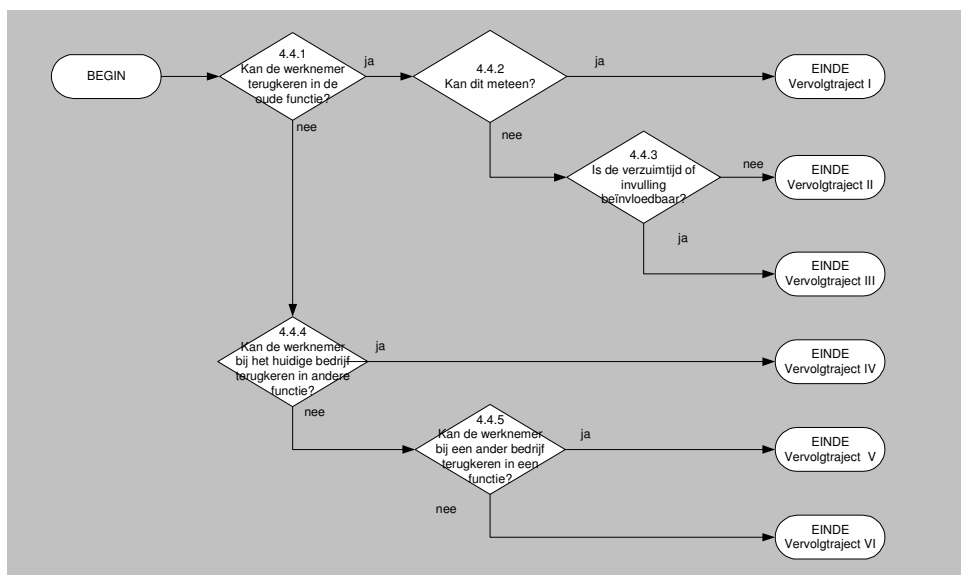 BEGIN
4.4.1
Kan de werknemer
terugkeren in de
oude functie?
ja
4.4.2
Kan dit meteen?
ja
EINDE
Vervolgtraject I
nee
nee
4.4.3
Is de verzuimtijd of
invulling
beïnvloedbaar?
nee
EINDE
Vervolgtraject II
ja
EINDE
Vervolgtraject III
4.4.4
Kan de werknemer
bij het huidige bedrijf
terugkeren in andere
functie?
ja
EINDE
Vervolgtraject IV
nee
4.4.5
Kan de werknemer
bij een ander bedrijf
terugkeren in een
functie?
ja
EINDE
Vervolgtraject V
nee
EINDE
Vervolgtraject VI